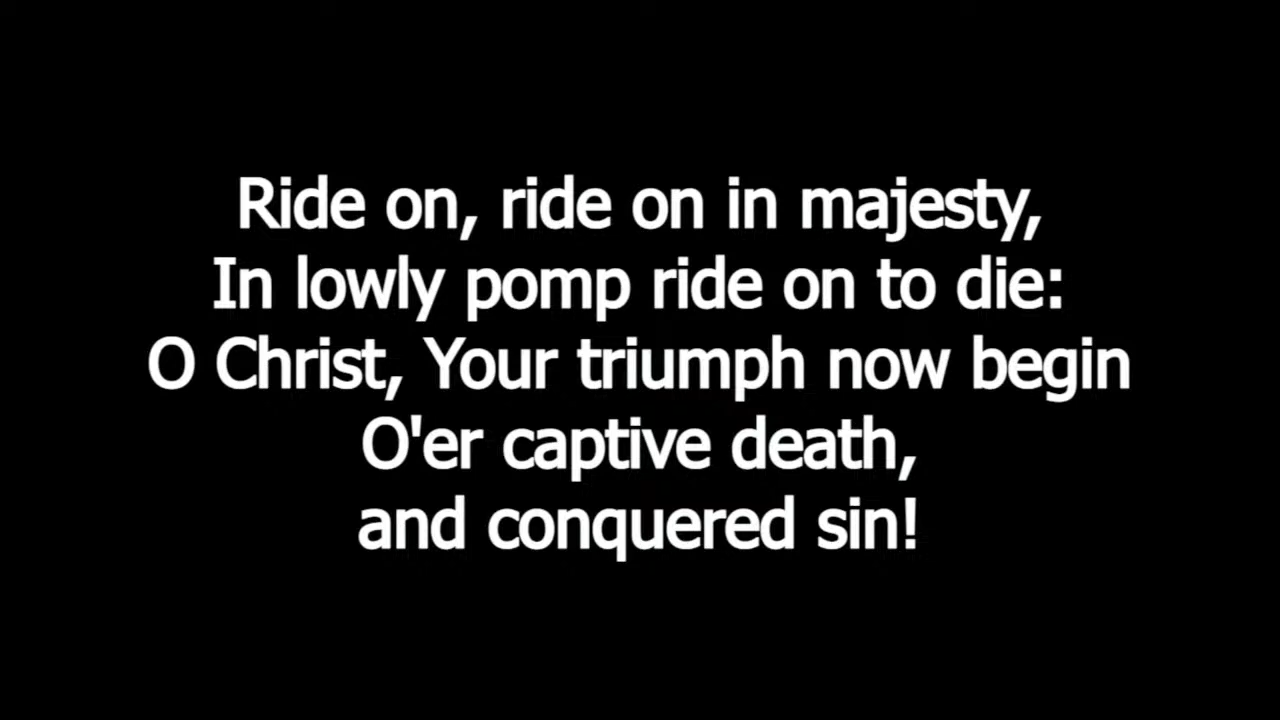 Ride on, ride on in majesty,
In lowly pomp ride on to die:
O Christ, Your triumph now begin
O'er captive death,
and conquered sin!